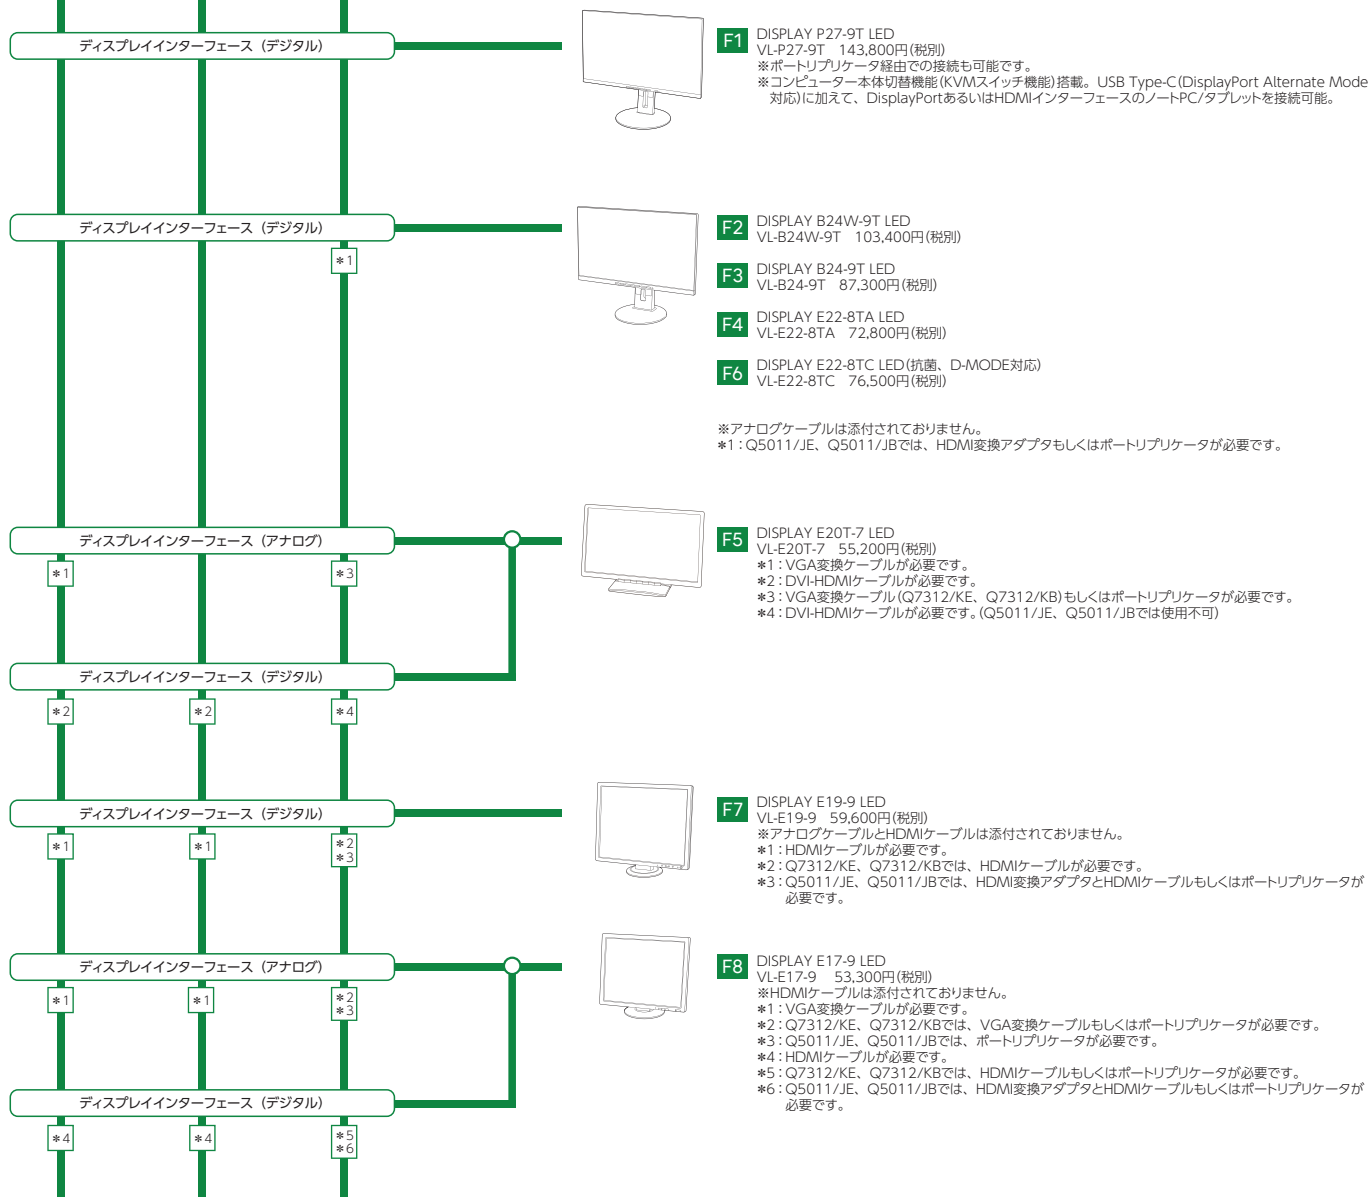 ディスプレイインターフェース（デジタル）
F1 DISPLAY P27-9T LED
VL-P27-9T 143,800円(税別)
※ポートリプリケータ経由での接続も可能です。
※コンピューター本体切替機能(KVMスイッチ機能)搭載。USB Type-C(DisplayPort Alternate Mode
対応)に加えて、DisplayPortあるいはHDMIインターフェースのノートPC/タブレットを接続可能。
ディスプレイインターフェース（デジタル）
*1
F2 DISPLAY B24W-9T LED
VL-B24W-9T 103,400円(税別)
F3 DISPLAY B24-9T LED
VL-B24-9T 87,300円(税別)
F4 DISPLAY E22-8TA LED
VL-E22-8TA 72,800円(税別)
F6 DISPLAY E22-8TC LED(抗菌、D-MODE対応)
VL-E22-8TC 76,500円(税別)
※アナログケーブルは添付されておりません。
*1：Q5011/JE、Q5011/JBでは、HDMI変換アダプタもしくはポートリプリケータが必要です。
ディスプレイインターフェース（アナログ）
*1 *3
F5 DISPLAY E20T-7 LED
VL-E20T-7 55,200円(税別)
*1：VGA変換ケーブルが必要です。
*2：DVI-HDMIケーブルが必要です。
*3：VGA変換ケーブル(Q7312/KE、Q7312/KB)もしくはポートリプリケータが必要です。
*4：DVI-HDMIケーブルが必要です。(Q5011/JE、Q5011/JBでは使用不可)
ディスプレイインターフェース（デジタル）
*2 *2 *4
ディスプレイインターフェース（デジタル）
*1 *1 *2
*3
F7 DISPLAY E19-9 LED
VL-E19-9 59,600円(税別)
※アナログケーブルとHDMIケーブルは添付されておりません。
*1：HDMIケーブルが必要です。
*2：Q7312/KE、Q7312/KBでは、HDMIケーブルが必要です。
*3：Q5011/JE、Q5011/JBでは、HDMI変換アダプタとHDMIケーブルもしくはポートリプリケータが
必要です。
ディスプレイインターフェース（アナログ）
*1 *1 *2
*3
F8 DISPLAY E17-9 LED
VL-E17-9 53,300円(税別)
※HDMIケーブルは添付されておりません。
*1：VGA変換ケーブルが必要です。
*2：Q7312/KE、Q7312/KBでは、VGA変換ケーブルもしくはポートリプリケータが必要です。
*3：Q5011/JE、Q5011/JBでは、ポートリプリケータが必要です。
*4：HDMIケーブルが必要です。
*5：Q7312/KE、Q7312/KBでは、HDMIケーブルもしくはポートリプリケータが必要です。
*6：Q5011/JE、Q5011/JBでは、HDMI変換アダプタとHDMIケーブルもしくはポートリプリケータが
必要です。
ディスプレイインターフェース（デジタル）
*4 *4 *5
*6